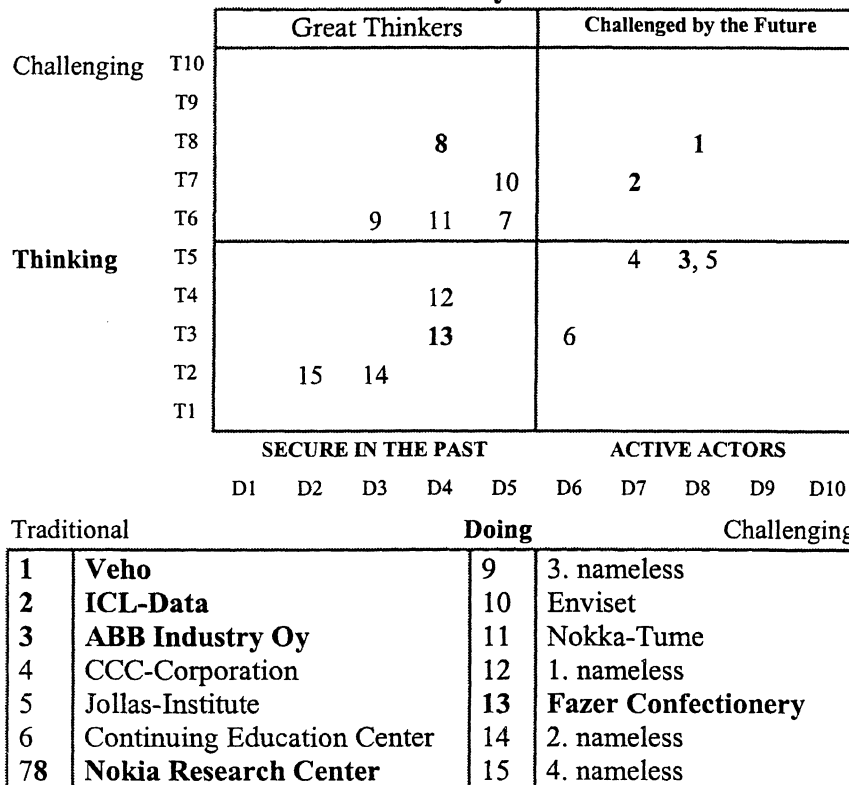 Great Thinkers Challenged by the Future
Challenging T10
T9
T8 8 1
T7 10 2
T6 9 11 7
Thinking T5 4 3, 5
T4 12
T3 13 6
T2 15 14
T1
SECURE IN THE PAST ACTIVE ACTORS
D1 D2 D3 D4 D5 D6 D7 D8 D9 D10
Traditional Doing Challenging
1 Veho 9 3. nameless
2 ICL-Data 10 Enviset
3 ABB Industry Oy 11 Nokka-Tume
4 CCC-Corporation 12 1. nameless
5 Jollas-Institute 13 Fazer Confectionery
6 Continuing Education Center 14 2. nameless
78 Nokia Research Center 15 4. nameless